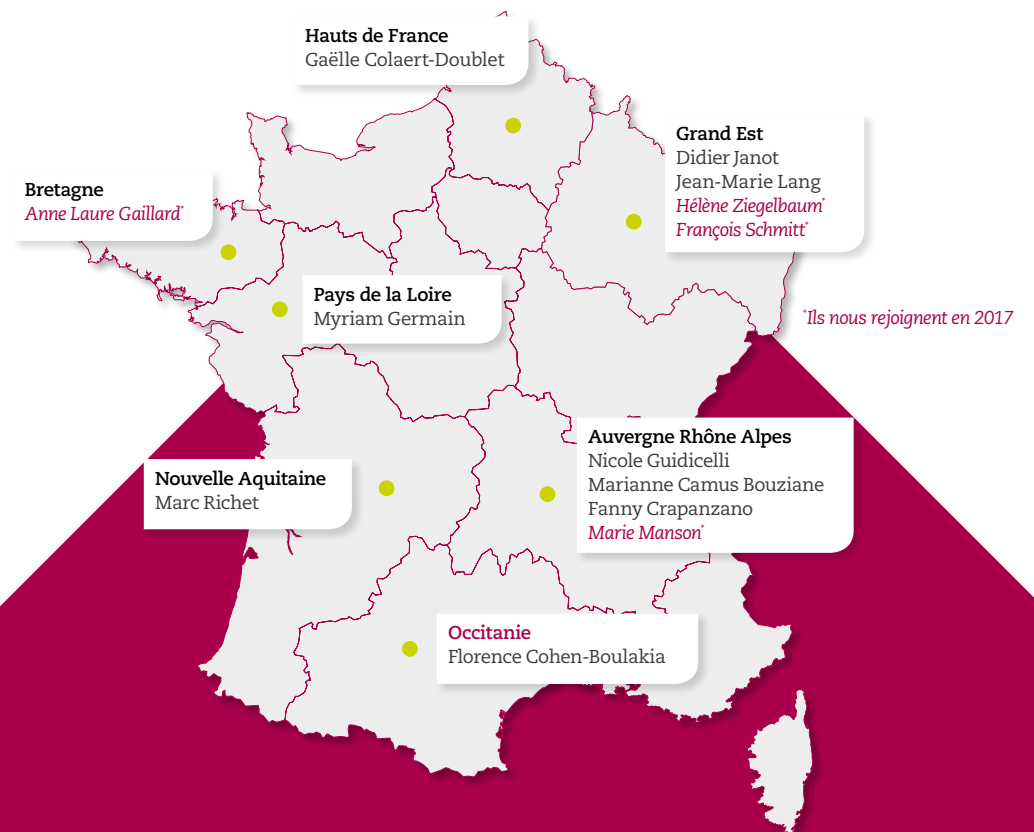 Hauts de France
Gaëlle Colaert-Doublet
Grand Est
Didier Janot
Jean-Marie Lang
Hélène Ziegelbaum*
François Schmitt*
Bretagne
Anne Laure Gaillard*
Pays de la Loire
Myriam Germain
*Ils nous rejoignent en 2017
Auvergne Rhône Alpes
Nicole Guidicelli
Marianne Camus Bouziane
Fanny Crapanzano
Marie Manson*
Nouvelle Aquitaine
Marc Richet
Occitanie
Florence Cohen-Boulakia